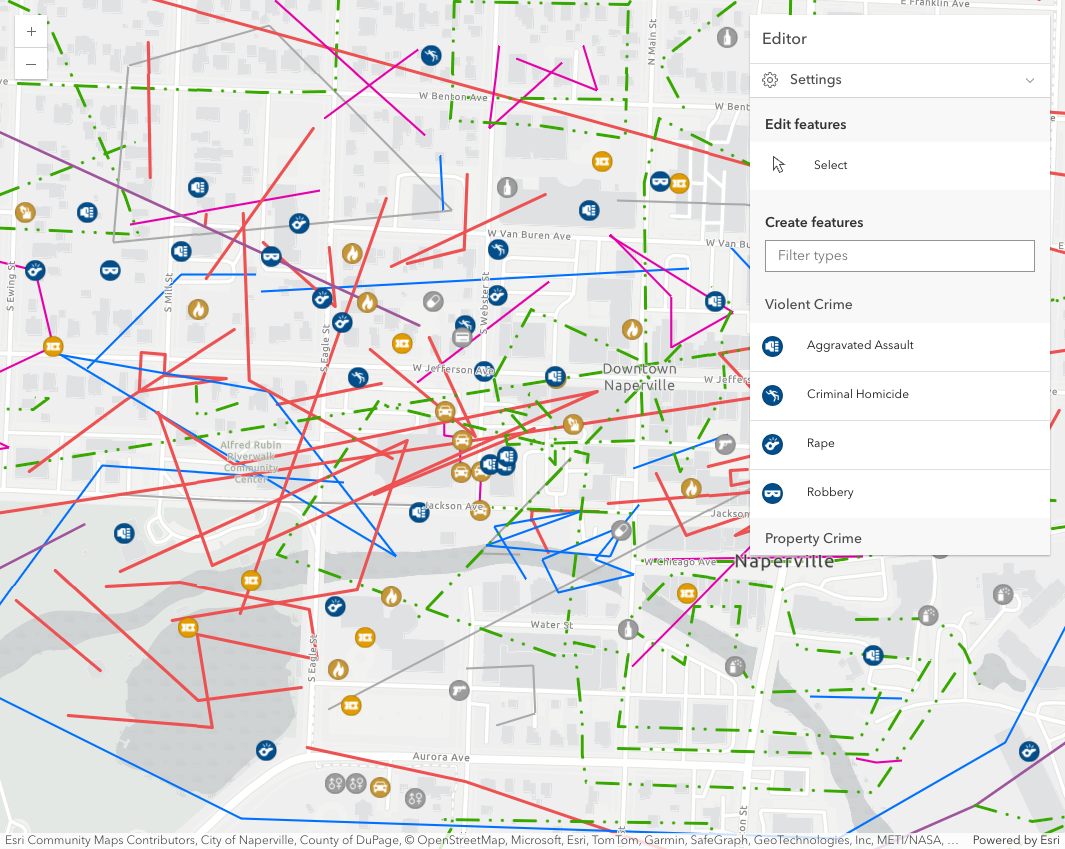 E Franklin Ave
+
Editor
N Main St
Settings
W Benton Ave
W Bent
Edit features
Select
Create features
W Van Buren Ave
W Van Bu
Filter types
S Ewing St
S Mill St
S Webster St
Violent Crime
S Eagle St
Aggravated Assault
W Jefferson Ave
Downtown
Naperville
W Jeffers
Criminal Homicide
Alfred Rubin
Riverwalk
Community
Center
Rape
Robbery
Jackson Ave
Jackson
Property Crime
W Chicago Ave
Naperville
Water St
S Eagle St
Aurora Ave
on St
Esri Community Maps Contributors, City of Naperville, County of DuPage, © OpenStreetMap, Microsoft, Esri, TomTom, Garmin, SafeGraph, GeoTechnologies, Inc, METI/NASA, …
Powered by Esri